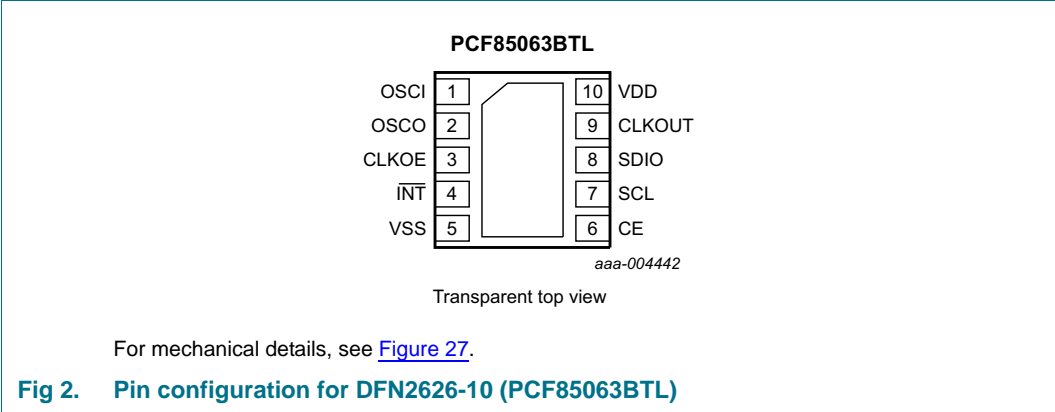 PCF85063BTL
OSCI 1 10 VDD
OSCO 2 9 CLKOUT
CLKOE 3 8 SDIO
INT 4 7 SCL
VSS 5 6 CE
aaa-004442
Transparent top view
For mechanical details, see Figure 27.
Fig 2. Pin configuration for DFN2626-10 (PCF85063BTL)